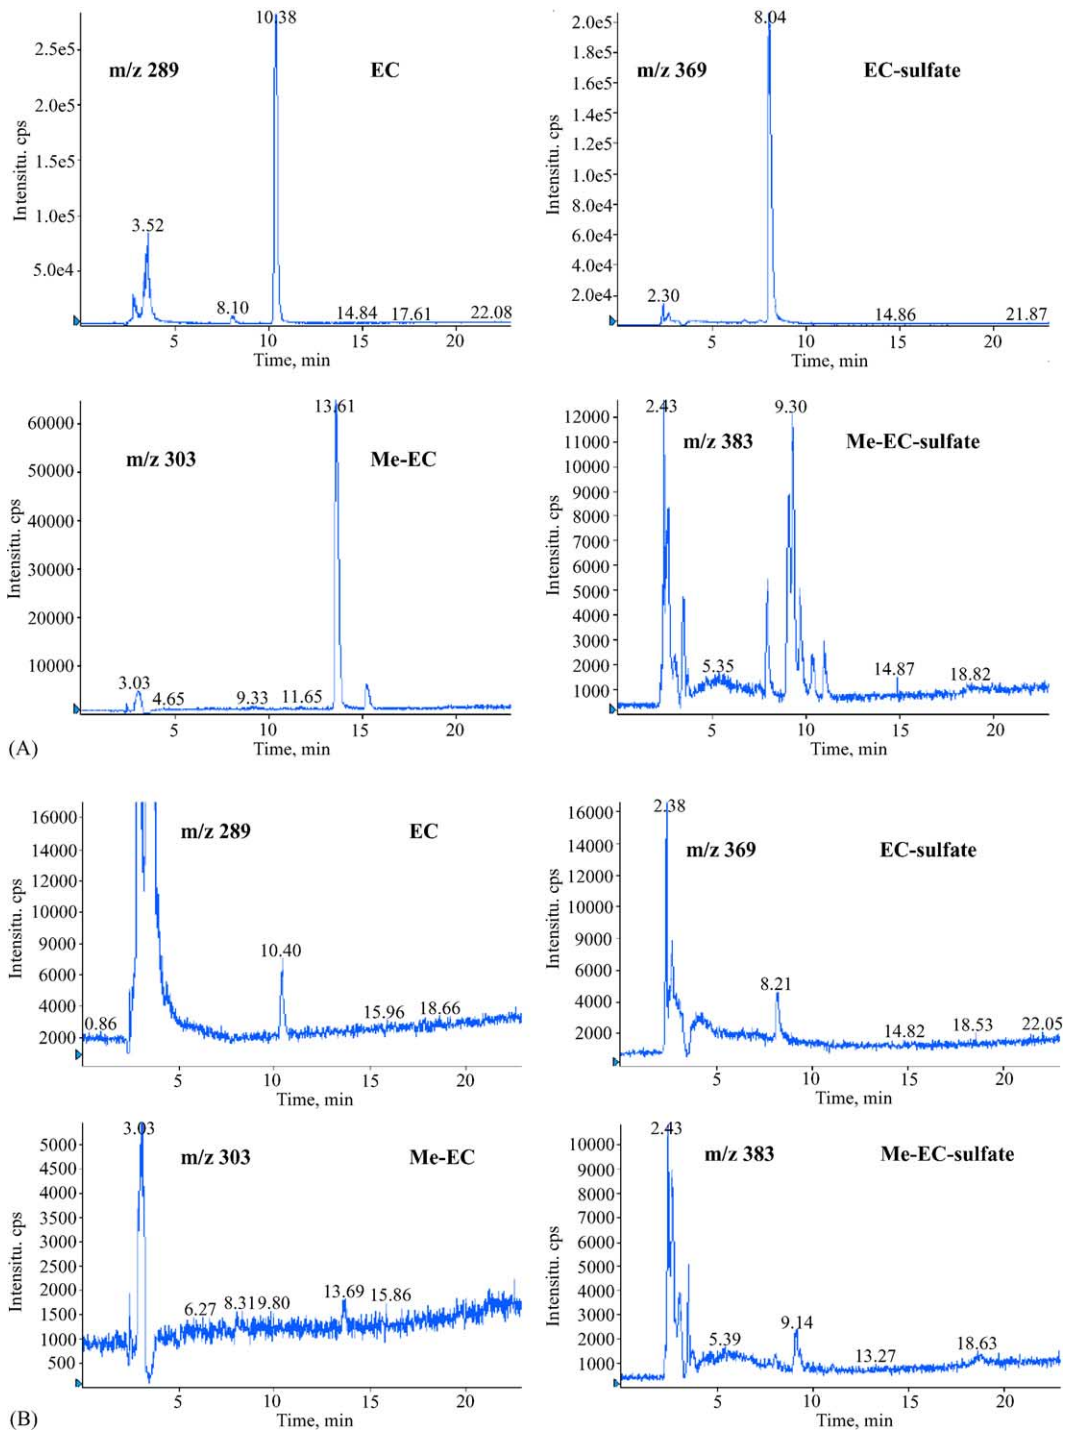 10.38
2.5e5
2.0e5
1.5e5
1.0e5
5.0e4
m/z 289
EC
3.52
8.10
14.84
17.61
22.08
5
10
15
20
Intensitu. cps
Time, min
8.04
2.0e5
1.8e5
1.6e5
1.4e5
1.2e5
1.0e5
8.0e4
6.0e4
4.0e4
2.0e4
m/z 369
EC-sulfate
2.30
14.86
21.87
5
10
15
20
Intensitu. cps
Time, min
13.61
60000
50000
40000
30000
20000
10000
m/z 303
Me-EC
3.03
4.65
9.33
11.65
5
10
15
20
Intensitu. cps
Time, min
2.43
9.30
12000
11000
10000
9000
8000
7000
6000
5000
4000
3000
2000
1000
m/z 383
Me-EC-sulfate
5.35
14.87
18.82
5
10
15
20
Intensitu. cps
Time, min
(A)
16000
14000
12000
10000
9000
6000
4000
2000
m/z 289
EC
0.86
10.40
15.96
18.66
5
10
15
20
Intensitu. cps
Time, min
2.38
16000
14000
12000
10000
9000
6000
4000
2000
m/z 369
EC-sulfate
8.21
14.82
18.53
22.05
5
10
15
20
Intensitu. cps
Time, min
3.03
5000
4500
4000
3500
3000
2500
2000
1500
1000
500
m/z 303
Me-EC
6.27
8.31
9.80
13.69
15.86
5
10
15
20
Intensitu. cps
Time, min
2.43
10000
9000
8000
7000
6000
5000
4000
3000
2000
1000
m/z 383
Me-EC-sulfate
5.39
9.14
13.27
18.63
5
10
15
20
Intensitu. cps
Time, min
(B)